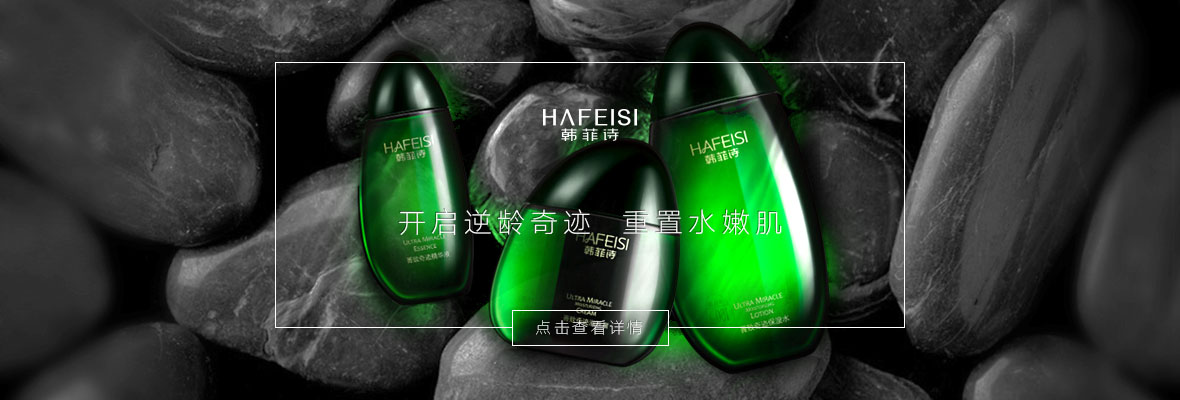 HAFEISI
韩菲诗
开启逆龄奇迹 重置水嫩肌
点击查看详情
HAFEISI
韩菲诗
ULTRA MIRACLE
ESSENCE
HAFEISI
韩菲诗
ULTRA MIRACLE
MOISTURIZING
CREAM
HAFEISI
韩菲诗
ULTRA MIRACLE
MOISTURIZING
LOTION